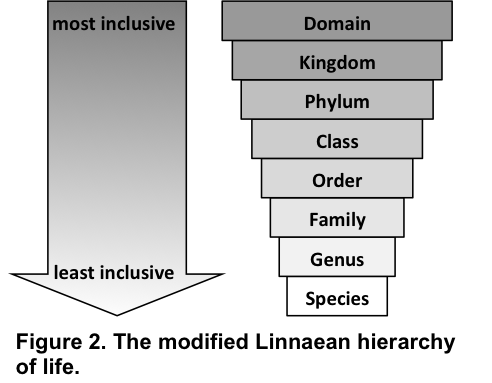 most inclusive
Domain
Kingdom
Phylum
Class
Order
Family
least inclusive
Genus
Species
Figure 2. The modified Linnaean hierarchy
of life.